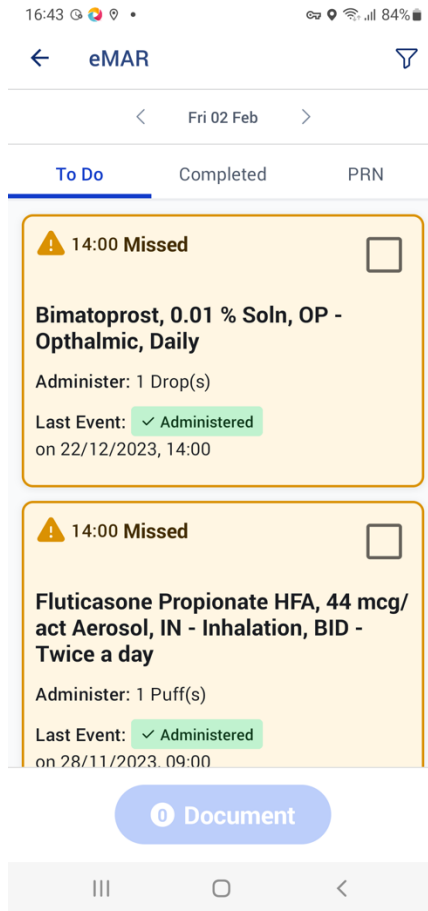 16:43
84%
eMAR
Fri 02 Feb
To Do Completed PRN
14:00 Missed
Bimatoprost, 0.01 % Soln, OP -
Opthalmic, Daily
Administer: 1 Drop(s)
Last Event: Administered
on 22/12/2023, 14:00
14:00 Missed
Fluticasone Propionate HFA, 44 mcg/
act Aerosol, IN - Inhalation, BID -
Twice a day
Administer: 1 Puff(s)
Last Event: Administered
on 28/11/2023, 09:00
0 Document